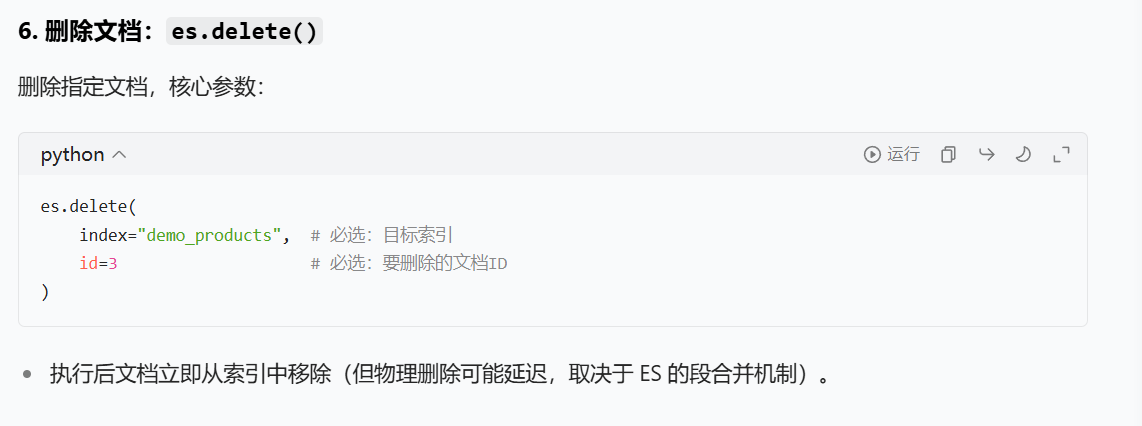 6. 删除文档：es.delete()
删除指定文档，核心参数：
python
运行
es.delete(
    index="demo_products",  # 必选：目标索引
    id=3                    # 必选：要删除的文档ID
)
执行后文档立即从索引中移除（但物理删除可能延迟，取决于 ES 的段合并机制）。